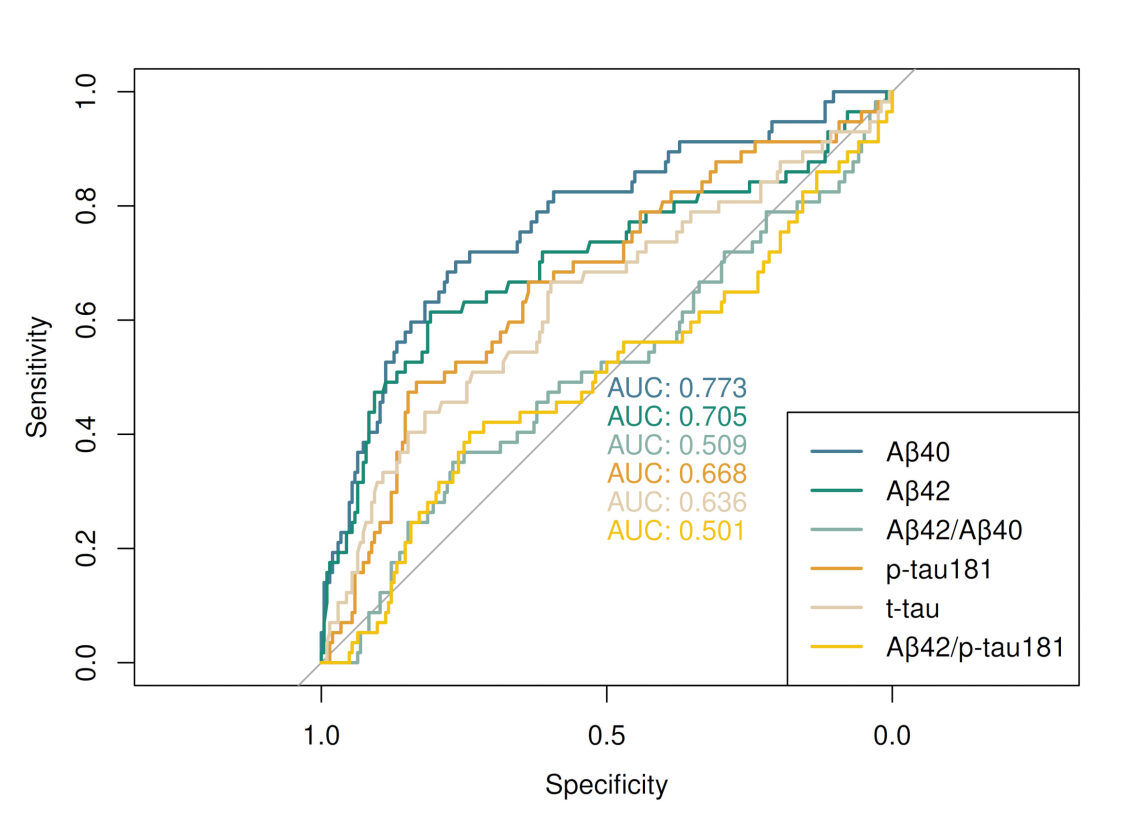 1.0
0.8
0.6
0.4
0.2
0.0
Sensitivity
AUC: 0.773
AUC: 0.705
AUC: 0.509
AUC: 0.668
AUC: 0.636
AUC: 0.501
Aβ40
Aβ42
Aβ42/Aβ40
p-tau181
t-tau
Aβ42/p-tau181
1.0 0.5 0.0
Specificity